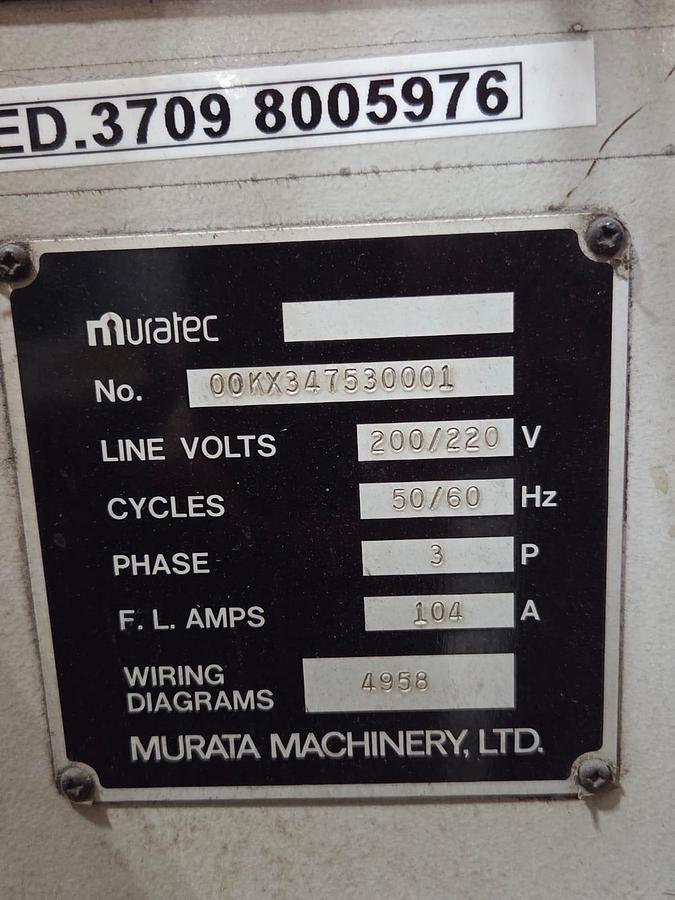 ED.3709 8005976
muratec
No. 00KX347530001
LINE VOLTS 200/220 V
CYCLES 50/60 Hz
PHASE 3 P
F. L. AMPS 104 A
WIRING
DIAGRAMS 4958
MURATA MACHINERY, LTD.